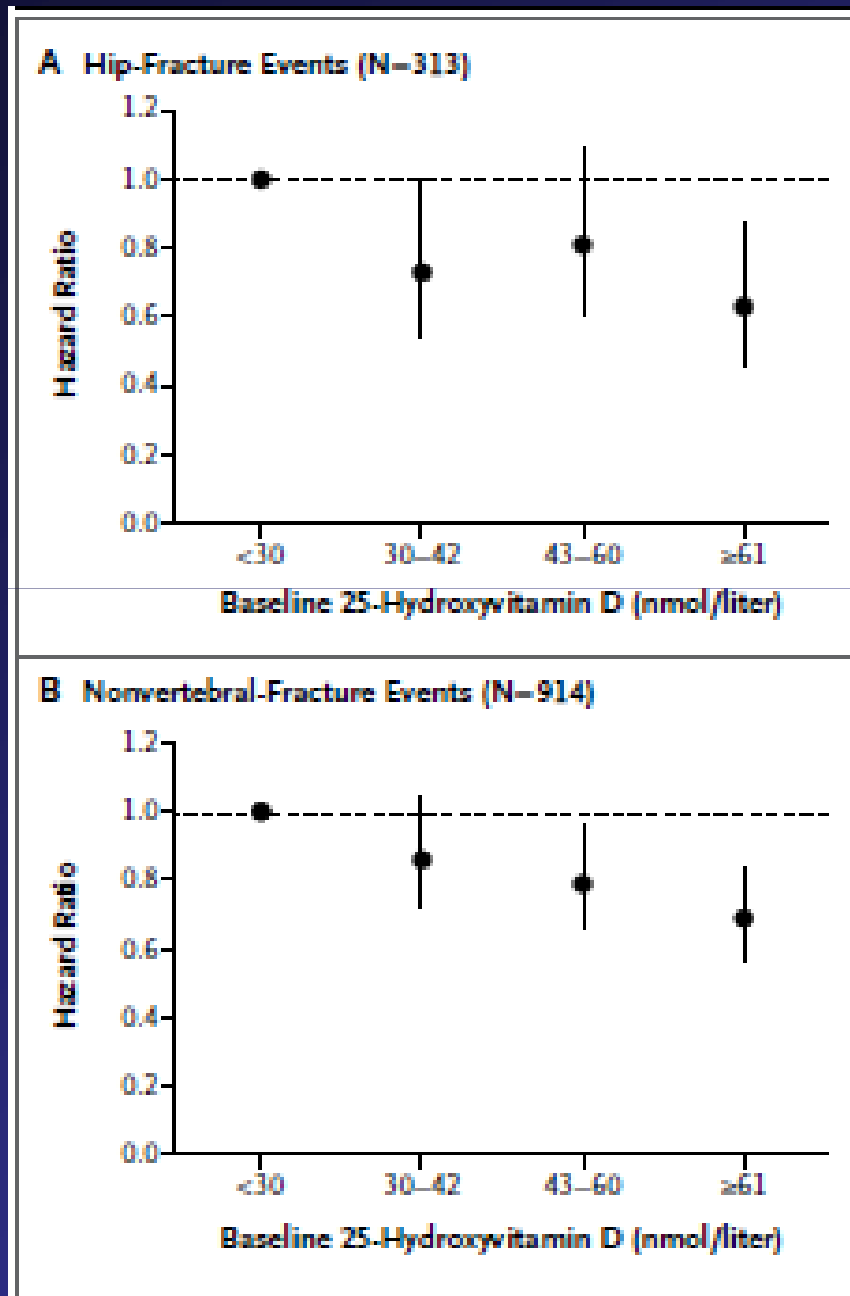 A Hip-Fracture Events (N=313)
1.2
1.0
0.8
0.6
0.4
0.2
0.0
Hazard Ratio
<30 30–42 43–60 ≥61
Baseline 25-Hydroxyvitamin D (nmol/liter)
B Nonvertebral-Fracture Events (N=914)
1.2
1.0
0.8
0.6
0.4
0.2
0.0
Hazard Ratio
<30 30–42 43–60 ≥61
Baseline 25-Hydroxyvitamin D (nmol/liter)